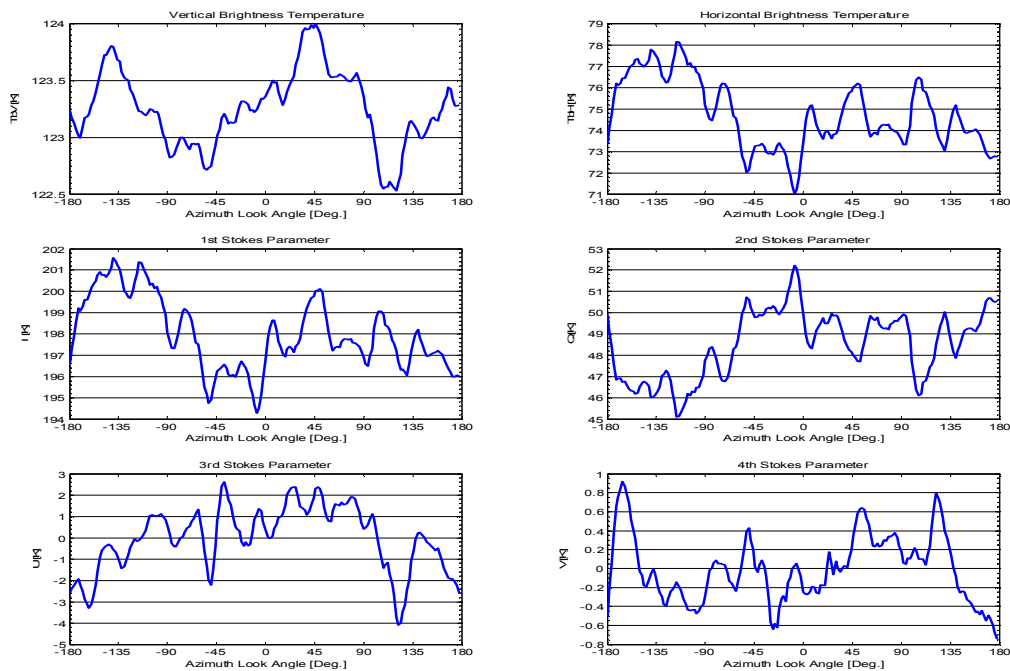 Vertical Brightness Temperature
124
123.5
123
122.5
TBV[K]
-180 -135 -90 -45 0 45 90 135 180
Azimuth Look Angle [Deg.]
Horizontal Brightness Temperature
79
78
77
76
75
74
73
72
71
TBH[K]
-180 -135 -90 -45 0 45 90 135 180
Azimuth Look Angle [Deg.]
1st Stokes Parameter
202
201
200
199
198
197
196
195
194
I [K]
-180 -135 -90 -45 0 45 90 135 180
Azimuth Look Angle [Deg.]
2nd Stokes Parameter
53
52
51
50
49
48
47
46
45
Q[K]
-180 -135 -90 -45 0 45 90 135 180
Azimuth Look Angle [Deg.]
3rd Stokes Parameter
3
2
1
0
-1
-2
-3
-4
-5
U[K]
-180 -135 -90 -45 0 45 90 135 180
Azimuth Look Angle [Deg.]
4th Stokes Parameter
1
0.8
0.6
0.4
0.2
0
-0.2
-0.4
-0.6
-0.8
V[K]
-180 -135 -90 -45 0 45 90 135 180
Azimuth Look Angle [Deg.]